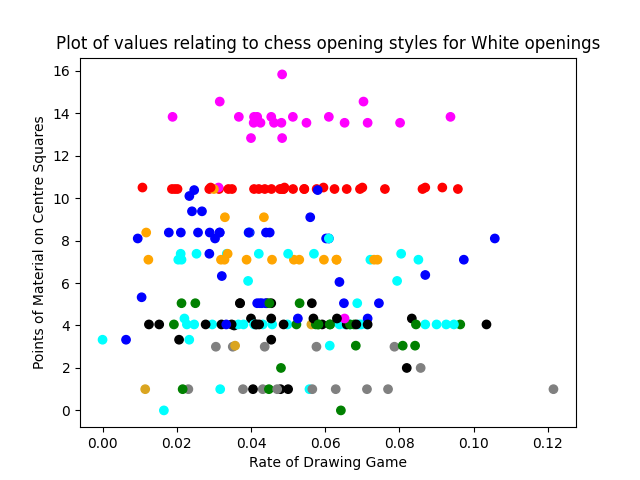 Plot of values relating to chess opening styles for White openings
16
14
12
10
8
6
4
2
0
Points of Material on Centre Squares
0.00 0.02 0.04 0.06 0.08 0.10 0.12
Rate of Drawing Game